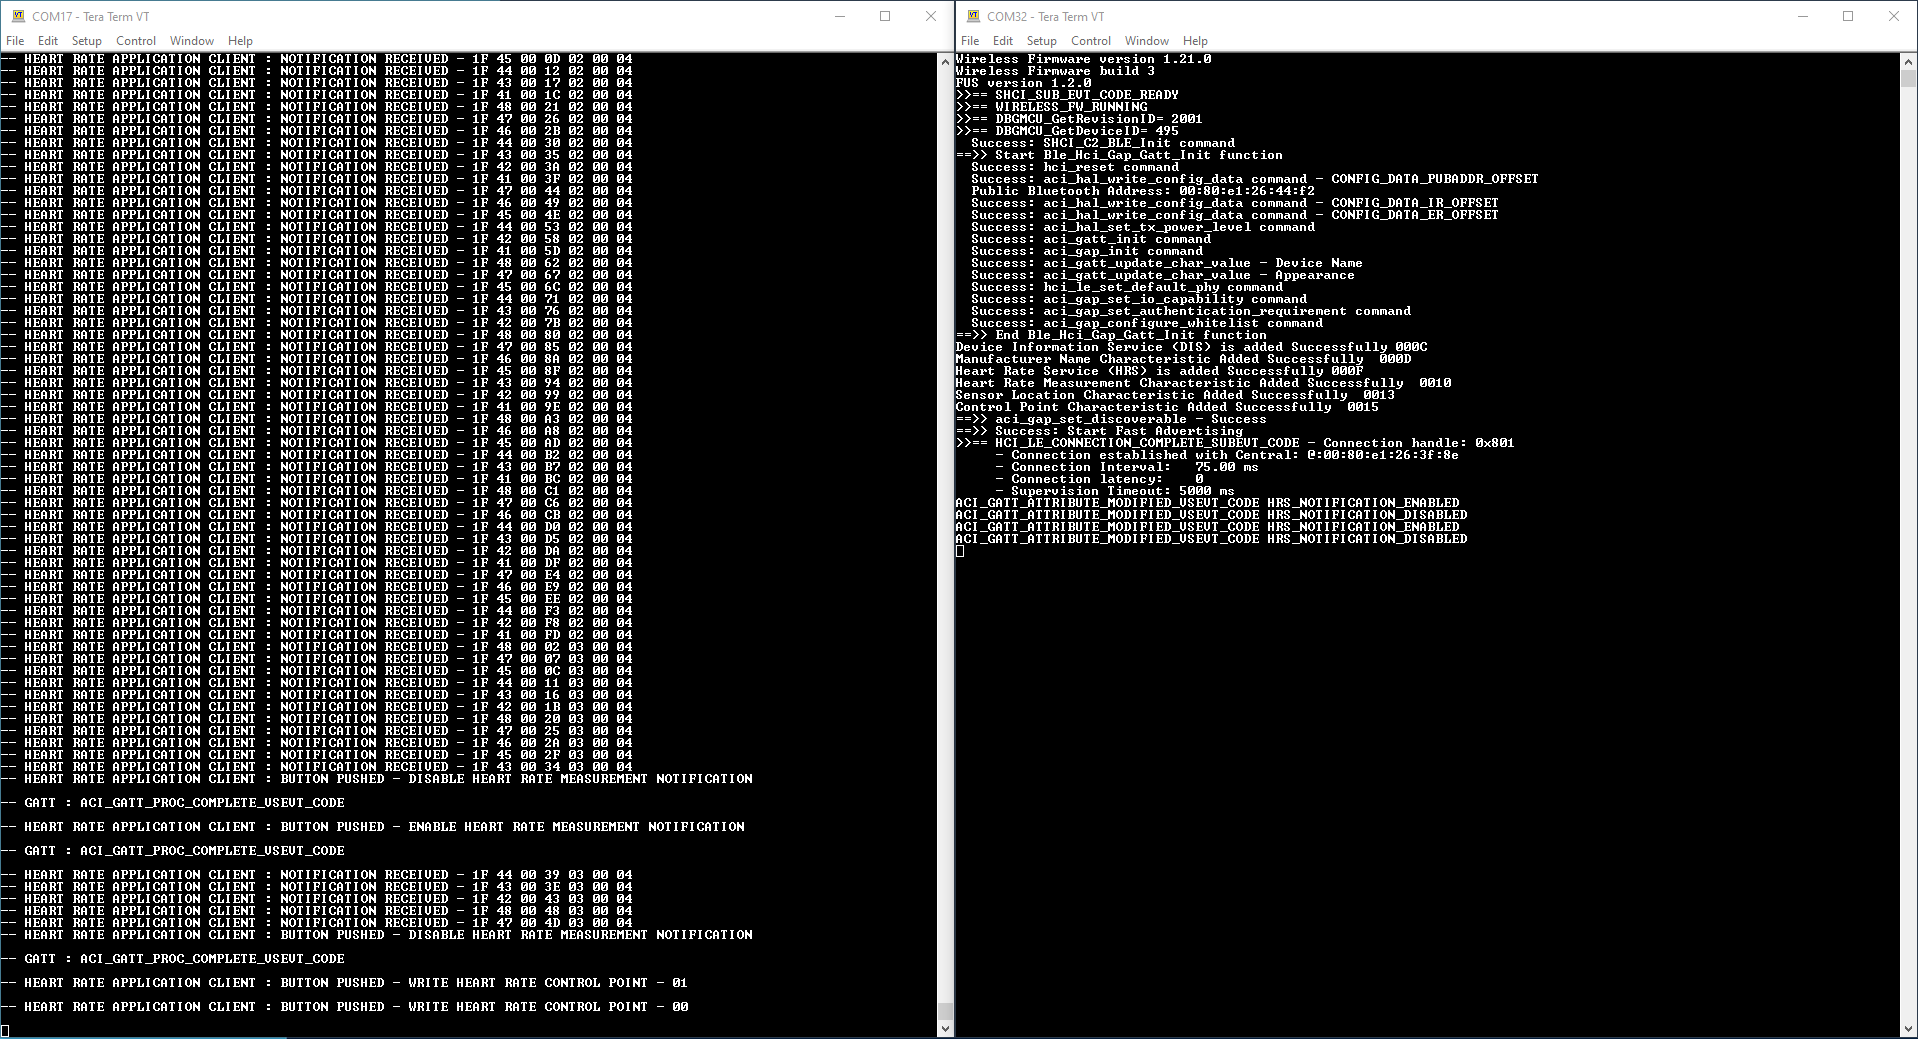 COM17 - Tera Term VT
File Edit Setup Control Window Help
-- HEART RATE APPLICATION CLIENT : NOTIFICATION RECEIVED - 1F 45 00 0D 02 00 04
-- HEART RATE APPLICATION CLIENT : NOTIFICATION RECEIVED - 1F 44 00 12 02 00 04
-- HEART RATE APPLICATION CLIENT : NOTIFICATION RECEIVED - 1F 43 00 17 02 00 04
-- HEART RATE APPLICATION CLIENT : NOTIFICATION RECEIVED - 1F 41 00 1C 02 00 04
-- HEART RATE APPLICATION CLIENT : NOTIFICATION RECEIVED - 1F 48 00 21 02 00 04
-- HEART RATE APPLICATION CLIENT : NOTIFICATION RECEIVED - 1F 47 00 26 02 00 04
-- HEART RATE APPLICATION CLIENT : NOTIFICATION RECEIVED - 1F 46 00 2B 02 00 04
-- HEART RATE APPLICATION CLIENT : NOTIFICATION RECEIVED - 1F 44 00 30 02 00 04
-- HEART RATE APPLICATION CLIENT : NOTIFICATION RECEIVED - 1F 43 00 35 02 00 04
-- HEART RATE APPLICATION CLIENT : NOTIFICATION RECEIVED - 1F 42 00 3A 02 00 04
-- HEART RATE APPLICATION CLIENT : NOTIFICATION RECEIVED - 1F 41 00 3F 02 00 04
-- HEART RATE APPLICATION CLIENT : NOTIFICATION RECEIVED - 1F 47 00 44 02 00 04
-- HEART RATE APPLICATION CLIENT : NOTIFICATION RECEIVED - 1F 46 00 49 02 00 04
-- HEART RATE APPLICATION CLIENT : NOTIFICATION RECEIVED - 1F 45 00 4E 02 00 04
-- HEART RATE APPLICATION CLIENT : NOTIFICATION RECEIVED - 1F 44 00 53 02 00 04
-- HEART RATE APPLICATION CLIENT : NOTIFICATION RECEIVED - 1F 42 00 58 02 00 04
-- HEART RATE APPLICATION CLIENT : NOTIFICATION RECEIVED - 1F 41 00 5D 02 00 04
-- HEART RATE APPLICATION CLIENT : NOTIFICATION RECEIVED - 1F 48 00 62 02 00 04
-- HEART RATE APPLICATION CLIENT : NOTIFICATION RECEIVED - 1F 47 00 67 02 00 04
-- HEART RATE APPLICATION CLIENT : NOTIFICATION RECEIVED - 1F 45 00 6C 02 00 04
-- HEART RATE APPLICATION CLIENT : NOTIFICATION RECEIVED - 1F 44 00 71 02 00 04
-- HEART RATE APPLICATION CLIENT : NOTIFICATION RECEIVED - 1F 43 00 76 02 00 04
-- HEART RATE APPLICATION CLIENT : NOTIFICATION RECEIVED - 1F 42 00 7B 02 00 04
-- HEART RATE APPLICATION CLIENT : NOTIFICATION RECEIVED - 1F 48 00 80 02 00 04
-- HEART RATE APPLICATION CLIENT : NOTIFICATION RECEIVED - 1F 47 00 85 02 00 04
-- HEART RATE APPLICATION CLIENT : NOTIFICATION RECEIVED - 1F 46 00 8A 02 00 04
-- HEART RATE APPLICATION CLIENT : NOTIFICATION RECEIVED - 1F 45 00 8F 02 00 04
-- HEART RATE APPLICATION CLIENT : NOTIFICATION RECEIVED - 1F 43 00 94 02 00 04
-- HEART RATE APPLICATION CLIENT : NOTIFICATION RECEIVED - 1F 42 00 99 02 00 04
-- HEART RATE APPLICATION CLIENT : NOTIFICATION RECEIVED - 1F 41 00 9E 02 00 04
-- HEART RATE APPLICATION CLIENT : NOTIFICATION RECEIVED - 1F 48 00 A3 02 00 04
-- HEART RATE APPLICATION CLIENT : NOTIFICATION RECEIVED - 1F 46 00 A8 02 00 04
-- HEART RATE APPLICATION CLIENT : NOTIFICATION RECEIVED - 1F 45 00 AD 02 00 04
-- HEART RATE APPLICATION CLIENT : NOTIFICATION RECEIVED - 1F 44 00 B2 02 00 04
-- HEART RATE APPLICATION CLIENT : NOTIFICATION RECEIVED - 1F 43 00 B7 02 00 04
-- HEART RATE APPLICATION CLIENT : NOTIFICATION RECEIVED - 1F 41 00 BC 02 00 04
-- HEART RATE APPLICATION CLIENT : NOTIFICATION RECEIVED - 1F 48 00 C1 02 00 04
-- HEART RATE APPLICATION CLIENT : NOTIFICATION RECEIVED - 1F 47 00 C6 02 00 04
-- HEART RATE APPLICATION CLIENT : NOTIFICATION RECEIVED - 1F 46 00 CB 02 00 04
-- HEART RATE APPLICATION CLIENT : NOTIFICATION RECEIVED - 1F 44 00 D0 02 00 04
-- HEART RATE APPLICATION CLIENT : NOTIFICATION RECEIVED - 1F 43 00 D5 02 00 04
-- HEART RATE APPLICATION CLIENT : NOTIFICATION RECEIVED - 1F 42 00 DA 02 00 04
-- HEART RATE APPLICATION CLIENT : NOTIFICATION RECEIVED - 1F 41 00 DF 02 00 04
-- HEART RATE APPLICATION CLIENT : NOTIFICATION RECEIVED - 1F 47 00 E4 02 00 04
-- HEART RATE APPLICATION CLIENT : NOTIFICATION RECEIVED - 1F 46 00 E9 02 00 04
-- HEART RATE APPLICATION CLIENT : NOTIFICATION RECEIVED - 1F 45 00 EE 02 00 04
-- HEART RATE APPLICATION CLIENT : NOTIFICATION RECEIVED - 1F 44 00 F3 02 00 04
-- HEART RATE APPLICATION CLIENT : NOTIFICATION RECEIVED - 1F 42 00 F8 02 00 04
-- HEART RATE APPLICATION CLIENT : NOTIFICATION RECEIVED - 1F 41 00 FD 02 00 04
-- HEART RATE APPLICATION CLIENT : NOTIFICATION RECEIVED - 1F 48 00 02 03 00 04
-- HEART RATE APPLICATION CLIENT : NOTIFICATION RECEIVED - 1F 47 00 07 03 00 04
-- HEART RATE APPLICATION CLIENT : NOTIFICATION RECEIVED - 1F 45 00 0C 03 00 04
-- HEART RATE APPLICATION CLIENT : NOTIFICATION RECEIVED - 1F 44 00 11 03 00 04
-- HEART RATE APPLICATION CLIENT : NOTIFICATION RECEIVED - 1F 43 00 16 03 00 04
-- HEART RATE APPLICATION CLIENT : NOTIFICATION RECEIVED - 1F 42 00 1B 03 00 04
-- HEART RATE APPLICATION CLIENT : NOTIFICATION RECEIVED - 1F 48 00 20 03 00 04
-- HEART RATE APPLICATION CLIENT : NOTIFICATION RECEIVED - 1F 47 00 25 03 00 04
-- HEART RATE APPLICATION CLIENT : NOTIFICATION RECEIVED - 1F 46 00 2A 03 00 04
-- HEART RATE APPLICATION CLIENT : NOTIFICATION RECEIVED - 1F 45 00 2F 03 00 04
-- HEART RATE APPLICATION CLIENT : NOTIFICATION RECEIVED - 1F 43 00 34 03 00 04
-- HEART RATE APPLICATION CLIENT : BUTTON PUSHED - DISABLE HEART RATE MEASUREMENT NOTIFICATION
-- GATT : ACI_GATT_PROC_COMPLETE_VSEVT_CODE
-- HEART RATE APPLICATION CLIENT : BUTTON PUSHED - ENABLE HEART RATE MEASUREMENT NOTIFICATION
-- GATT : ACI_GATT_PROC_COMPLETE_VSEVT_CODE
-- HEART RATE APPLICATION CLIENT : NOTIFICATION RECEIVED - 1F 44 00 39 03 00 04
-- HEART RATE APPLICATION CLIENT : NOTIFICATION RECEIVED - 1F 43 00 3E 03 00 04
-- HEART RATE APPLICATION CLIENT : NOTIFICATION RECEIVED - 1F 42 00 43 03 00 04
-- HEART RATE APPLICATION CLIENT : NOTIFICATION RECEIVED - 1F 48 00 48 03 00 04
-- HEART RATE APPLICATION CLIENT : NOTIFICATION RECEIVED - 1F 47 00 4D 03 00 04
-- HEART RATE APPLICATION CLIENT : BUTTON PUSHED - DISABLE HEART RATE MEASUREMENT NOTIFICATION
-- GATT : ACI_GATT_PROC_COMPLETE_VSEVT_CODE
-- HEART RATE APPLICATION CLIENT : BUTTON PUSHED - WRITE HEART RATE CONTROL POINT - 01
-- HEART RATE APPLICATION CLIENT : BUTTON PUSHED - WRITE HEART RATE CONTROL POINT - 00
COM32 - Tera Term VT
File Edit Setup Control Window Help
Wireless Firmware version 1.21.0
Wireless Firmware build 3
FUS version 1.2.0
>>== SHCI_SUB_EVT_CODE_READY
>>== WIRELESS_FW_RUNNING
>>== DBGMCU_GetRevisionID= 2001
>>== DBGMCU_GetDeviceID= 495
Success: SHCI_C2_BLE_Init command
==>> Start Ble_Hci_Gap_Gatt_Init function
Success: hci_reset command
Success: aci_hal_write_config_data command - CONFIG_DATA_PUBADDR_OFFSET
Public Bluetooth Address: 00:80:e1:26:44:f2
Success: aci_hal_write_config_data command - CONFIG_DATA_IR_OFFSET
Success: aci_hal_write_config_data command - CONFIG_DATA_ER_OFFSET
Success: aci_hal_set_tx_power_level command
Success: aci_gatt_init command
Success: aci_gap_init command
Success: aci_gatt_update_char_value - Device Name
Success: aci_gatt_update_char_value - Appearance
Success: hci_le_set_default_phy command
Success: aci_gap_set_io_capability command
Success: aci_gap_set_authentication_requirement command
Success: aci_gap_configure_whitelist command
==>> End Ble_Hci_Gap_Gatt_Init function
Device Information Service (DIS) is added Successfully 000C
Manufacturer Name Characteristic Added Successfully 000D
Heart Rate Service (HRS) is added Successfully 000F
Heart Rate Measurement Characteristic Added Successfully 0010
Sensor Location Characteristic Added Successfully 0013
Control Point Characteristic Added Successfully 0015
==>> aci_gap_set_discoverable - Success
==>> Success: Start Fast Advertising
>>== HCI_LE_CONNECTION_COMPLETE_SUBEVT_CODE - Connection handle: 0x801
- Connection established with Central: @:00:80:e1:26:3f:8e
- Connection Interval: 75.00 ms
- Connection latency: 0
- Supervision Timeout: 5000 ms
ACI_GATT_ATTRIBUTE_MODIFIED_VSEVT_CODE HRS_NOTIFICATION_ENABLED
ACI_GATT_ATTRIBUTE_MODIFIED_VSEVT_CODE HRS_NOTIFICATION_DISABLED
ACI_GATT_ATTRIBUTE_MODIFIED_VSEVT_CODE HRS_NOTIFICATION_ENABLED
ACI_GATT_ATTRIBUTE_MODIFIED_VSEVT_CODE HRS_NOTIFICATION_DISABLED